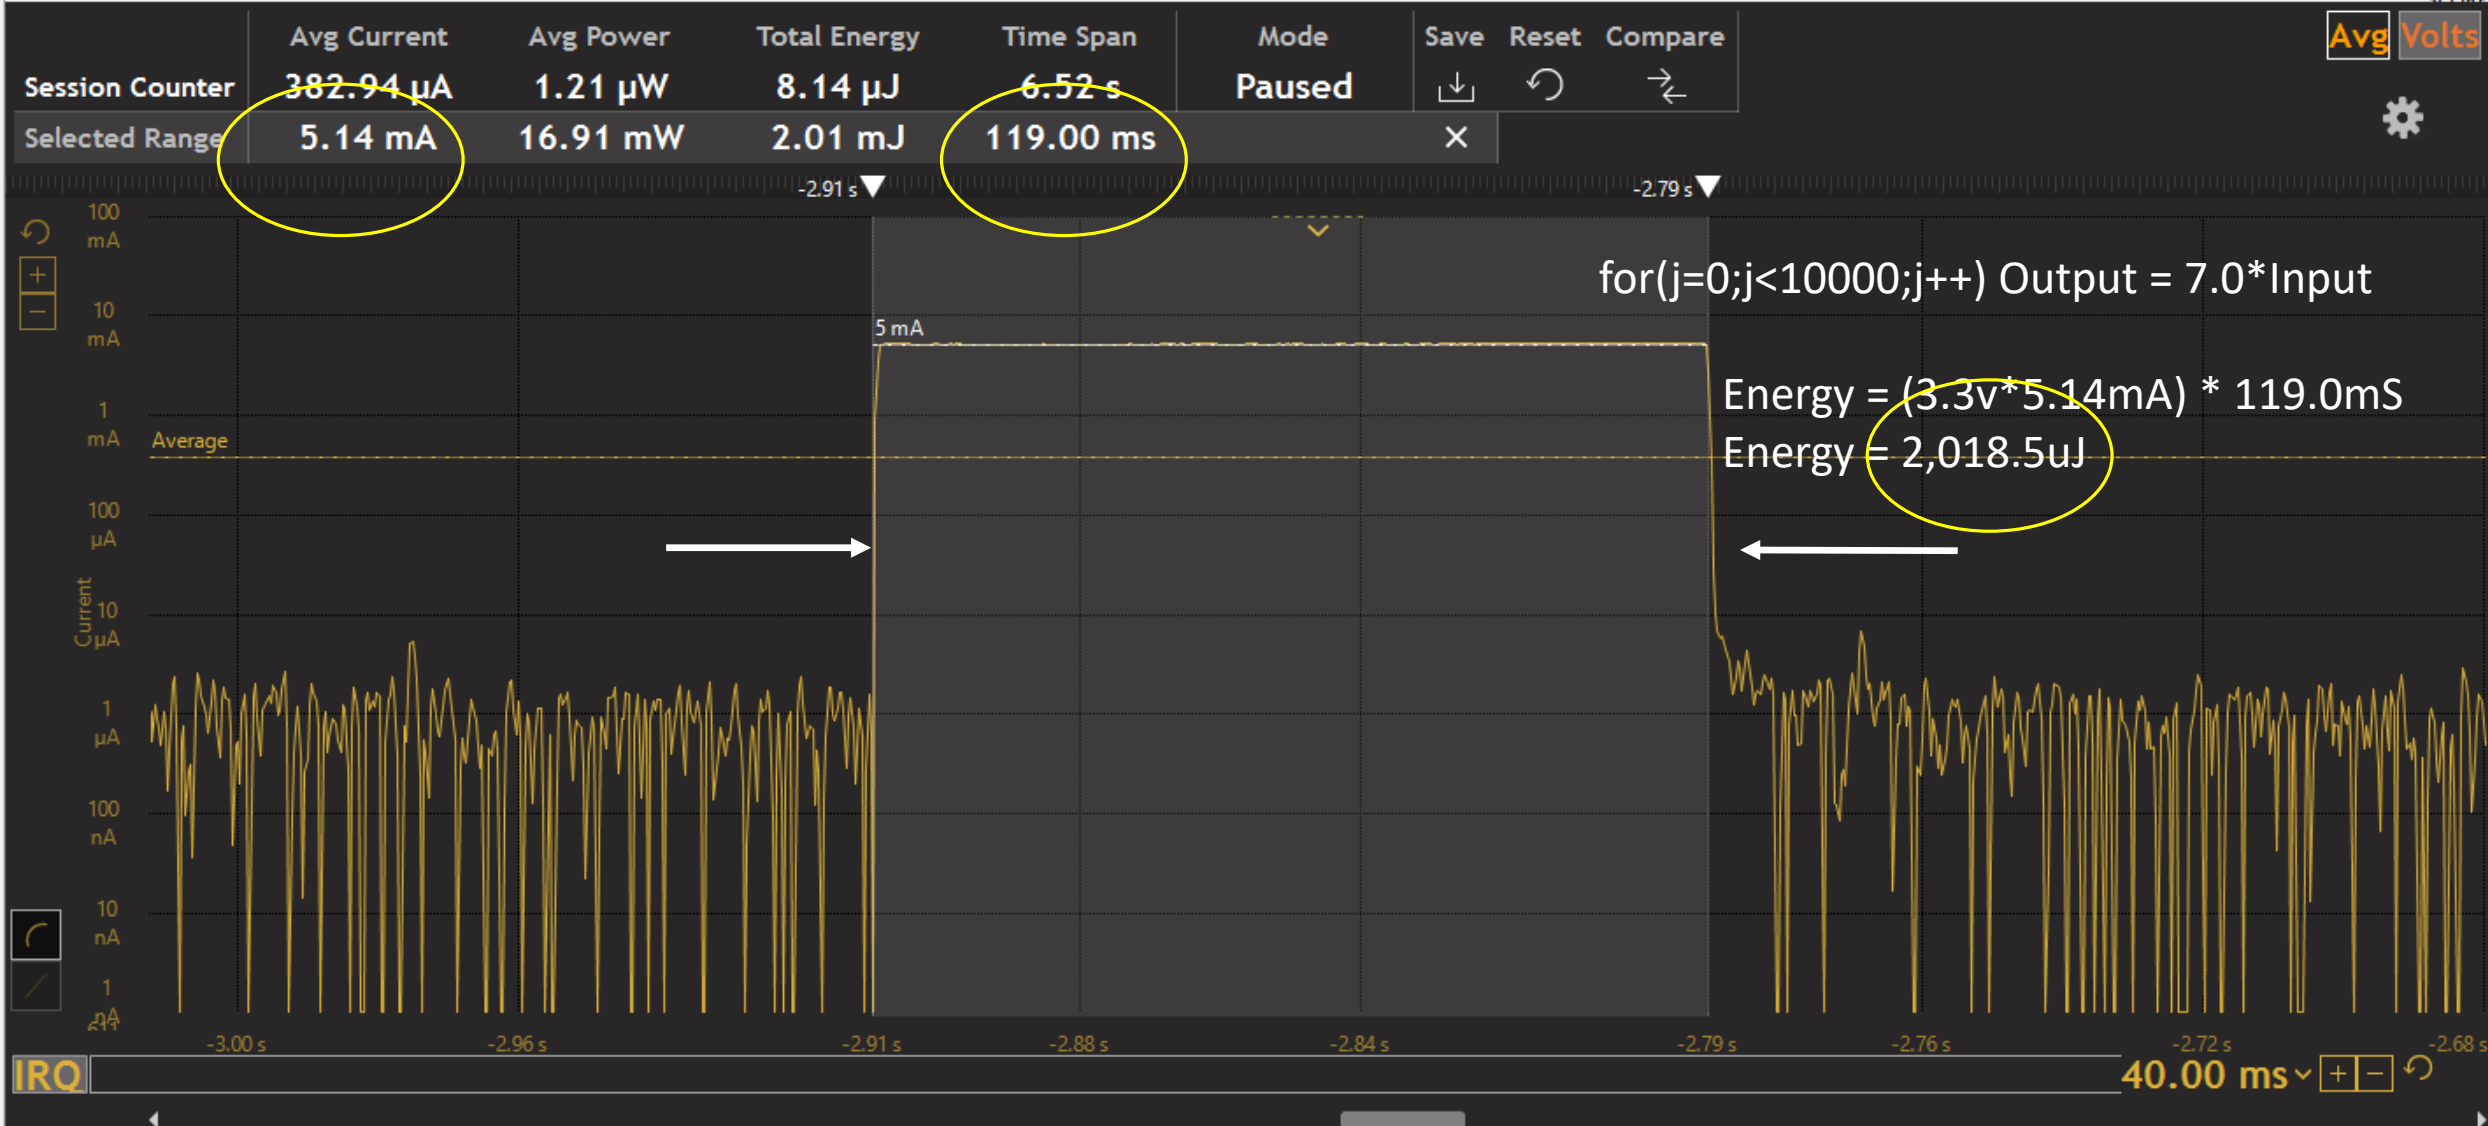 Avg Current Avg Power Total Energy Time Span Mode Save Reset Compare
Avg Volts
Session Counter 382.94 µA 1.21 µW 8.14 µJ 6.52 s Paused
Selected Range 5.14 mA 16.91 mW 2.01 mJ 119.00 ms ×
-2.91 s -2.79 s
100 mA
for(j=0;j<10000;j++) Output = 7.0*Input
10 mA
5 mA
Energy = (3.3v*5.14mA) * 119.0mS
1 mA
Average
Energy = 2,018.5uJ
100 µA
Current
10 µA
1 µA
100 nA
10 nA
1 nA
-3.00 s -2.96 s -2.91 s -2.88 s -2.84 s -2.79 s -2.76 s -2.72 s -2.68 s
IRQ 40.00 ms